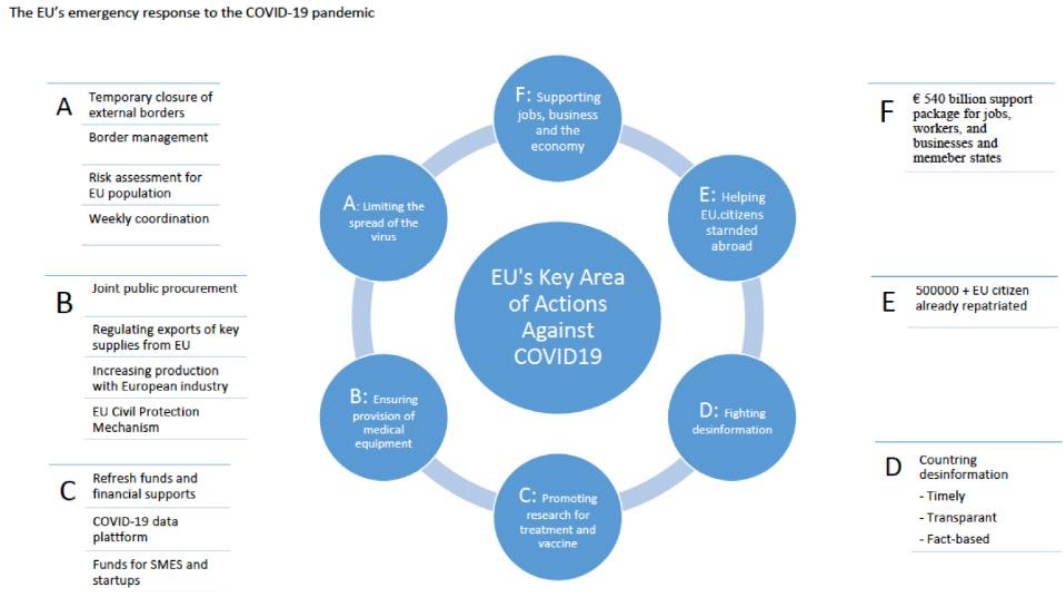 The EU's emergency response to the COVID-19 pandemic
A
Temporary closure of
external borders
Border management
Risk assessment for
EU population
Weekly coordination
B
Joint public procurement
Regulating exports of key
supplies from EU
Increasing production
with European industry
EU Civil Protection
Mechanism
C
Refresh funds and
financial supports
COVID-19 data
plattform
Funds for SMES and
startups
F: Supporting
jobs, business
and the
economy
A: Limiting the
spread of the
virus
E: Helping
EU.citizens
starnded
abroad
EU's Key Area
of Actions
Against
COVID19
B: Ensuring
provision of
medical
equipment
D: Fighting
desinformation
C: Promoting
research for
treatment and
vaccine
F
€ 540 billion support
package for jobs,
workers, and
businesses and
memeber states
E
500000 + EU citizen
already repatriated
D
Countring
desinformation
- Timely
- Transparant
- Fact-based